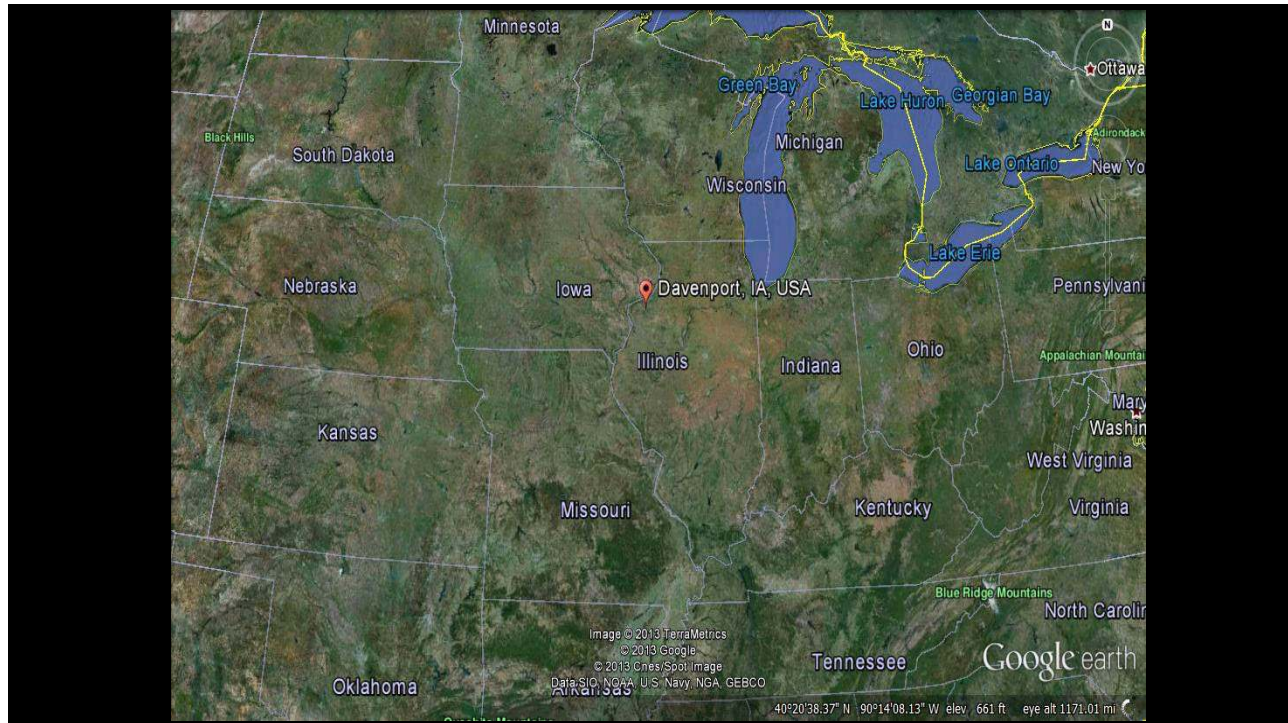 Minnesota
N
Ottawa
Green Bay
Lake Huron
Georgian Bay
Black Hills
South Dakota
Michigan
Adirondack
Lake Ontario
New Yo
Wisconsin
Lake Erie
Nebraska
Iowa
Davenport, IA, USA
Pennsylvani
Illinois
Indiana
Ohio
Appalachian Mountai
Mary
Kansas
Washin
West Virginia
Missouri
Kentucky
Virginia
Blue Ridge Mountains
North Carolin
Image © 2013 TerraMetrics
© 2013 Google
© 2013 Cnes/Spot Image
Data SIO, NOAA, U.S. Navy, NGA, GEBCO
Tennessee
Google earth
Oklahoma
Arkansas
40°20'38.37" N 90°14'08.13" W elev 661 ft eye alt 1171.01 mi